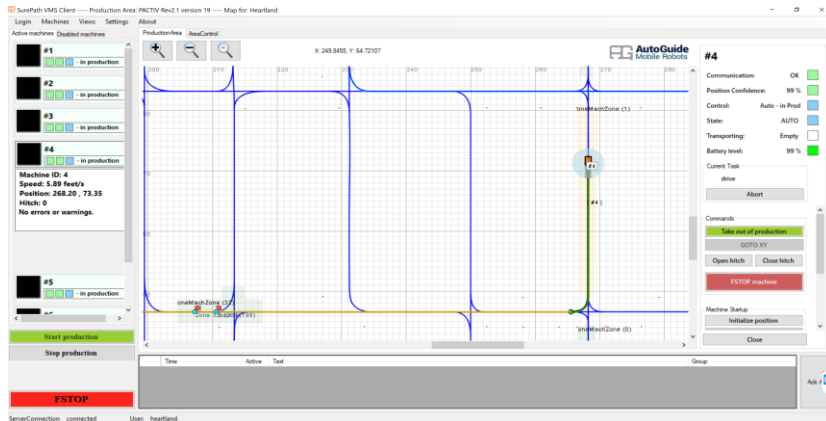 SurePath VMS Client ---- Production Area: PACTIV Rev2.1 version 19 ---- Map for: Heartland
Login Machines Views Settings About
Active machines Disabled machines
ProductionArea AreaControl
#1
- in production
#2
- in production
#3
- in production
#4
- in production
Machine ID: 4
Speed: 5.89 feet/s
Position: 268.20 , 73.35
Hitch: 0
No errors or warnings.
#5
- in production
Start production
Stop production
FSTOP
X: 249.8455, Y: 64.72107
AutoGuide
Mobile Robots
200 210 220 230 240 250 260 270 280
'oneMachZone (1)
#4
#4 )
oneMachZone (32)
'oneMachZone (0)
Time Active Text Group
Ack
#4
Communication: OK
Position Confidence: 99 %
Control: Auto - in Prod
State: AUTO
Transporting: Empty
Battery level: 99 %
Current Task
drive
Abort
Commands
Take out of production
GOTO XY
Open hitch Close hitch
FSTOP machine
Machine Startup
Initialize position
Close
ServerConnection connected User: heartland